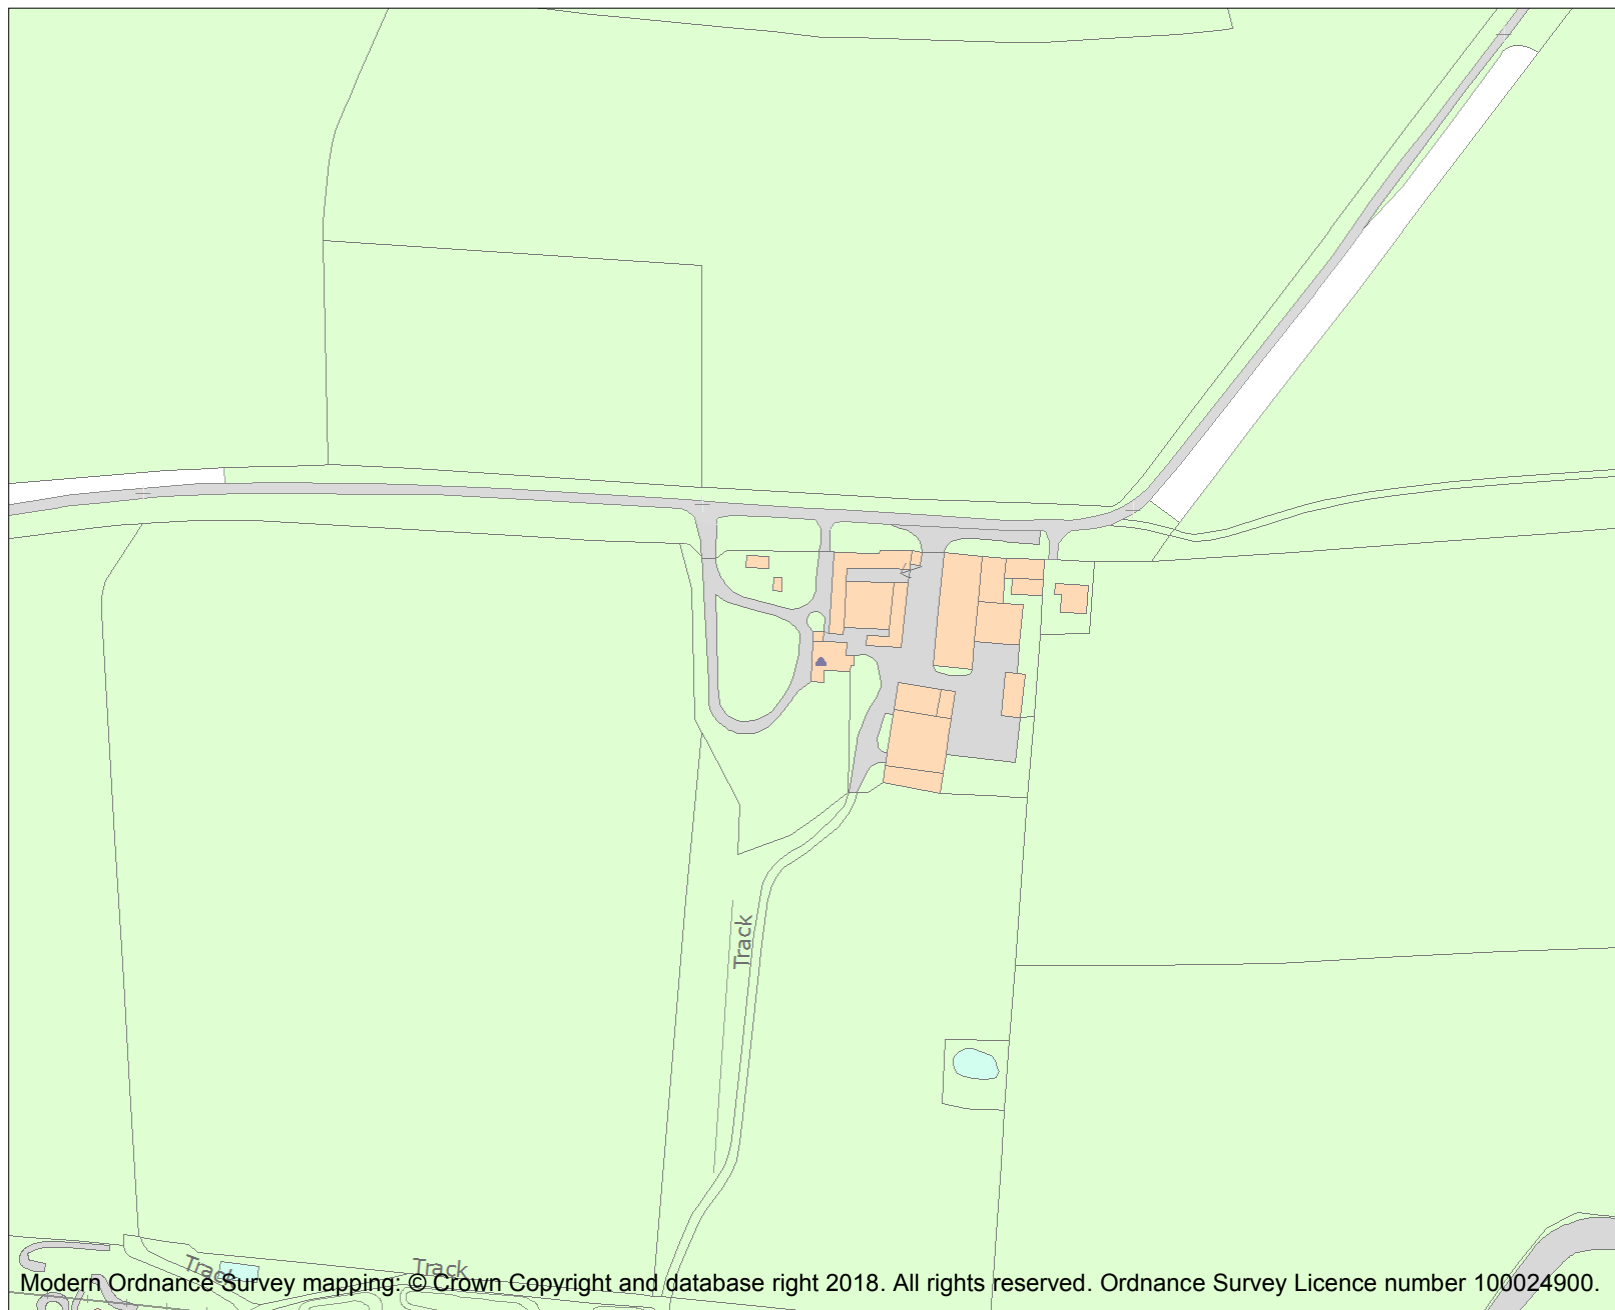 Track
Track
Track
Modern Ordnance Survey mapping: © Crown Copyright and database right 2018. All rights reserved. Ordnance Survey Licence number 100024900.